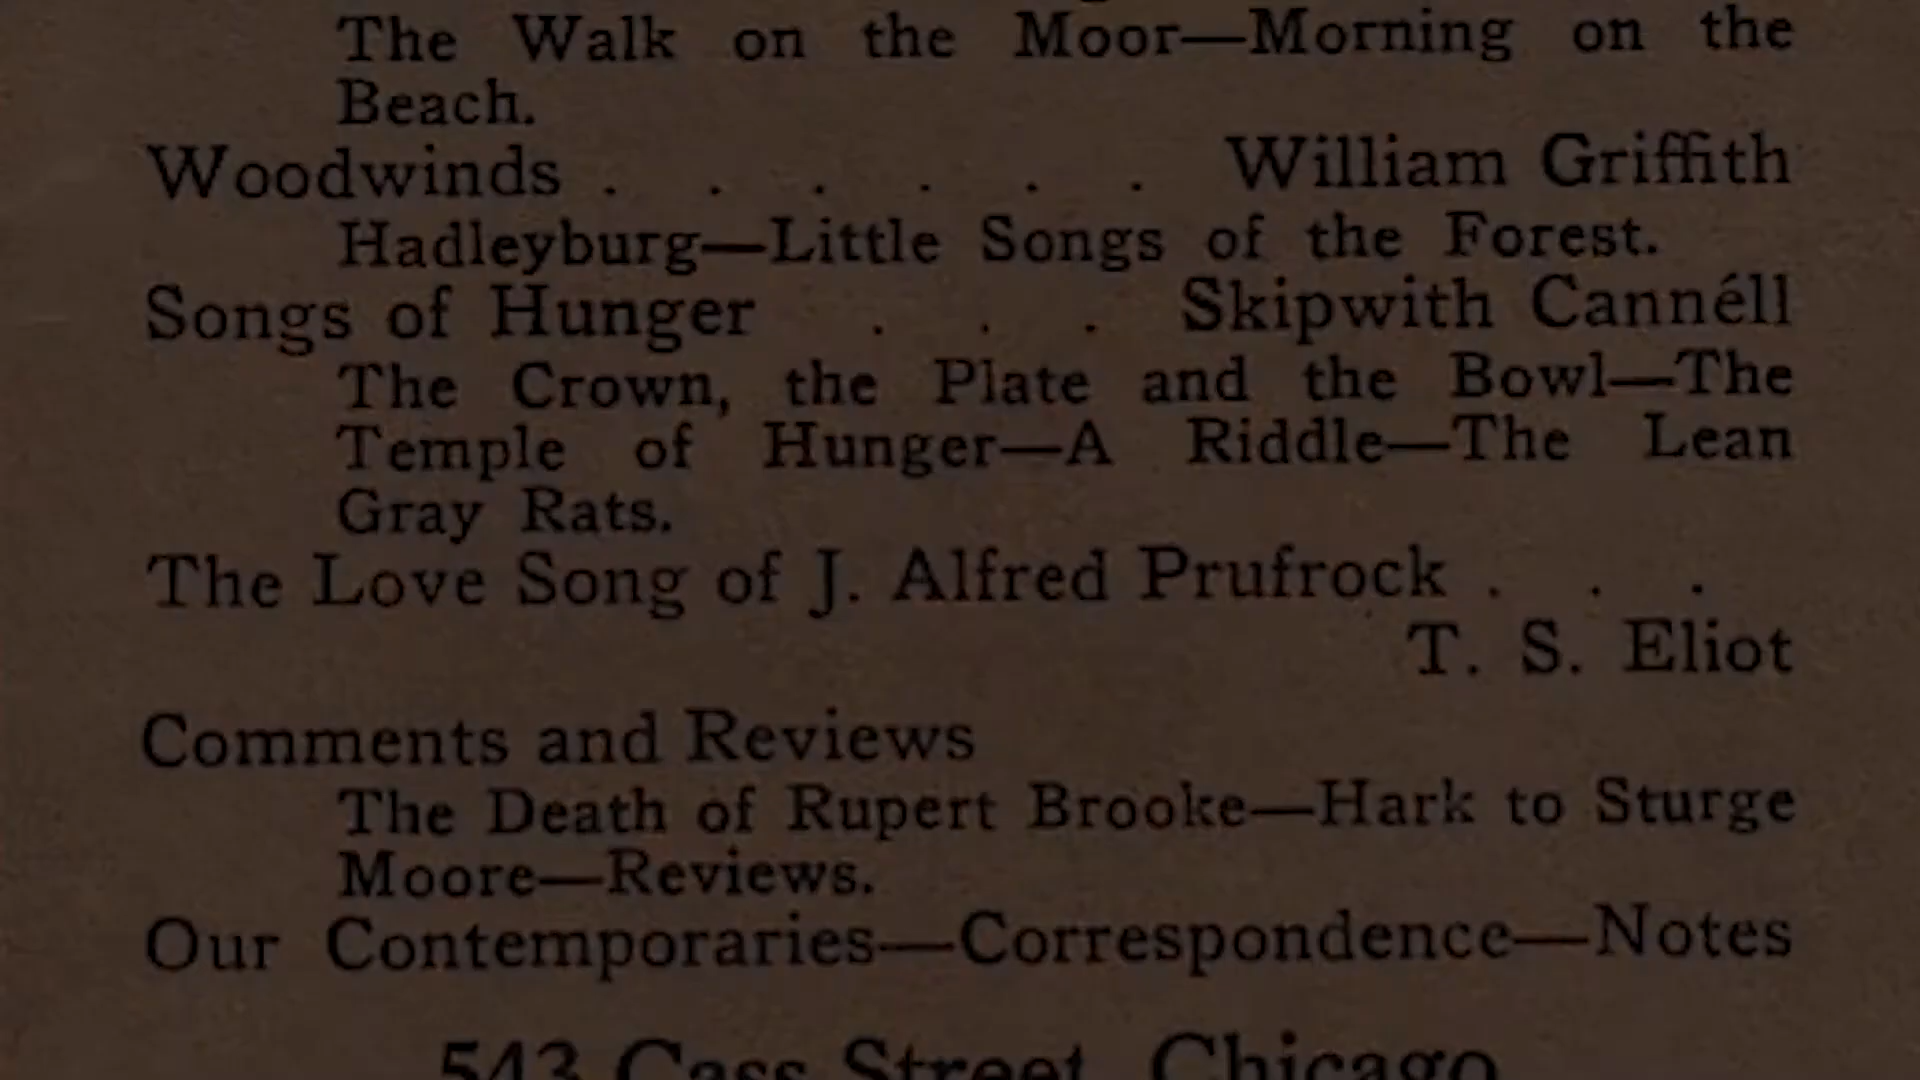 The Walk on the Moor—Morning on the
Beach.
Woodwinds . . . . . . William Griffith
Hadleyburg—Little Songs of the Forest.
Songs of Hunger . . . Skipwith Cannéll
The Crown, the Plate and the Bowl—The
Temple of Hunger—A Riddle—The Lean
Gray Rats.
The Love Song of J. Alfred Prufrock . . .
T. S. Eliot
Comments and Reviews
The Death of Rupert Brooke—Hark to Sturge
Moore—Reviews.
Our Contemporaries—Correspondence—Notes
543 Cass Street, Chicago